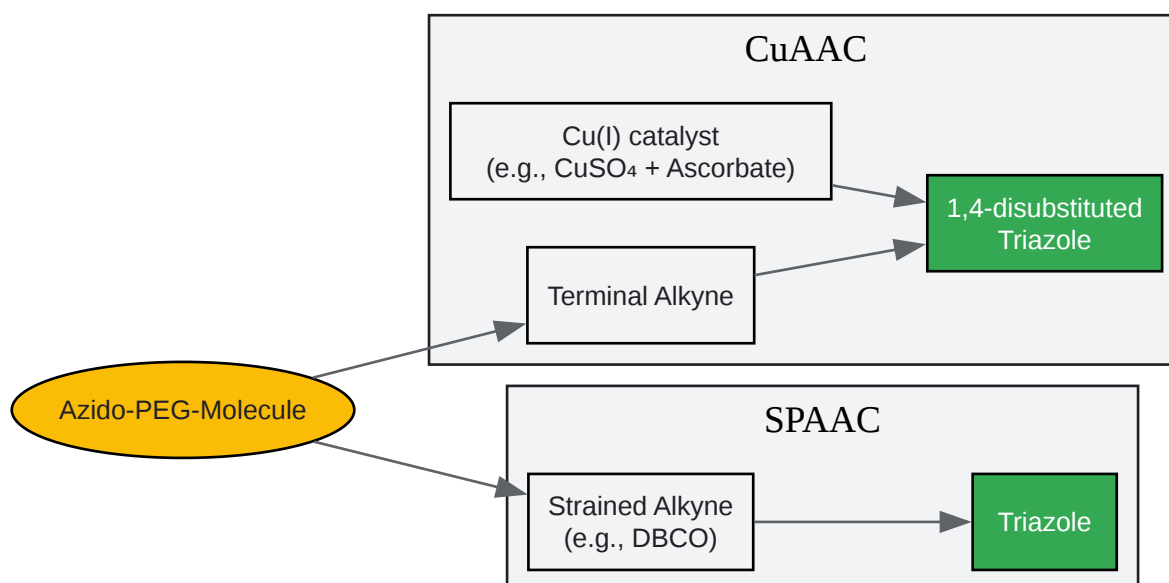 CuAAC
Cu(I) catalyst
(e.g., CuSO₄ + Ascorbate)
1,4-disubstituted
Triazole
Terminal Alkyne
Azido-PEG-Molecule
SPAAC
Strained Alkyne
(e.g., DBCO)
Triazole